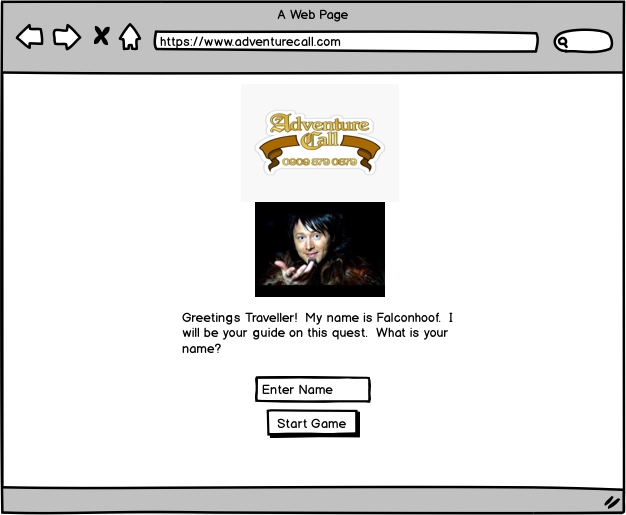 A Web Page
https://www.adventurecall.com
Adventure
Call
0909 879 0879
Greetings Traveller!  My name is Falconhoof.  I
will be your guide on this quest.  What is your
name?
Enter Name
Start Game